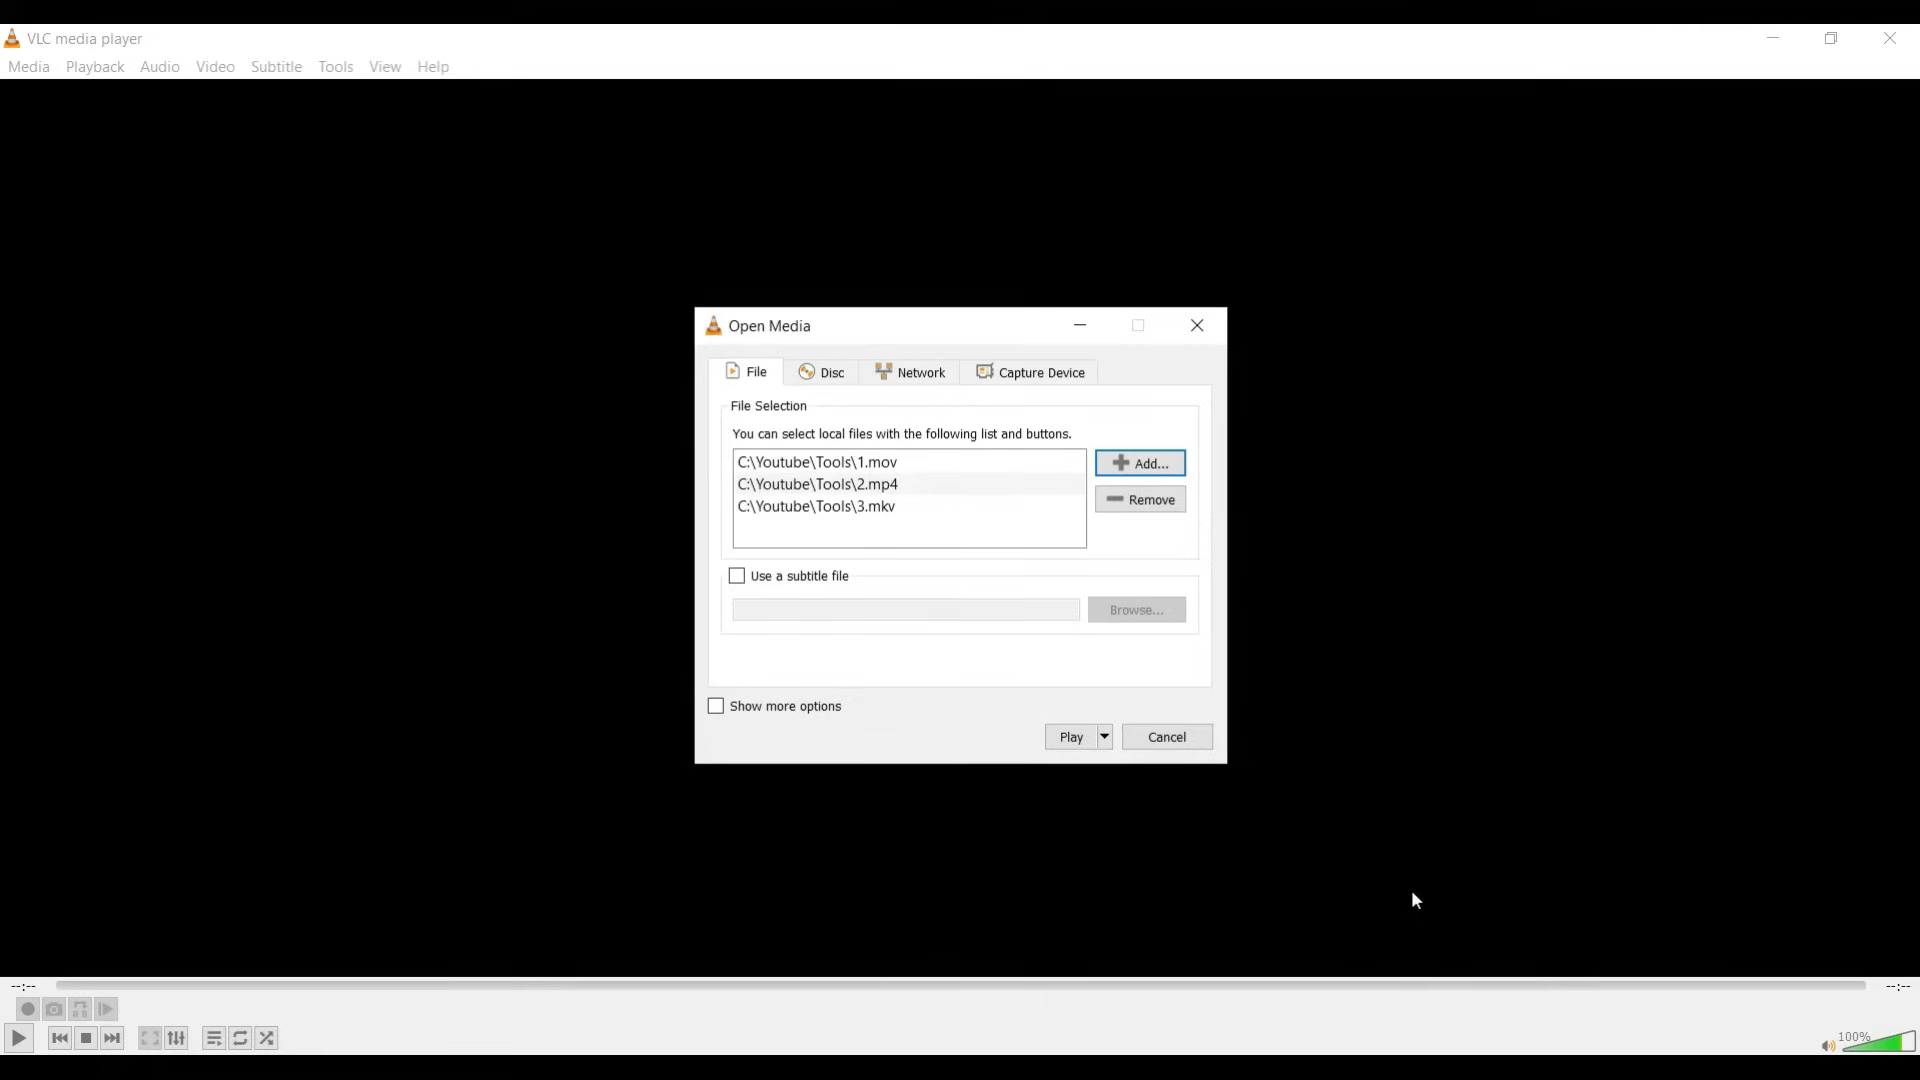 VLC media player
Media Playback Audio Video Subtitle Tools View Help
Open Media
File Disc Network Capture Device
File Selection
You can select local files with the following list and buttons.
C:\Youtube\Tools\1.mov
Add...
C:\Youtube\Tools\2.mp4
Remove
C:\Youtube\Tools\3.mkv
Use a subtitle file
Browse...
Show more options
Play Cancel
--:-- --:--
100%